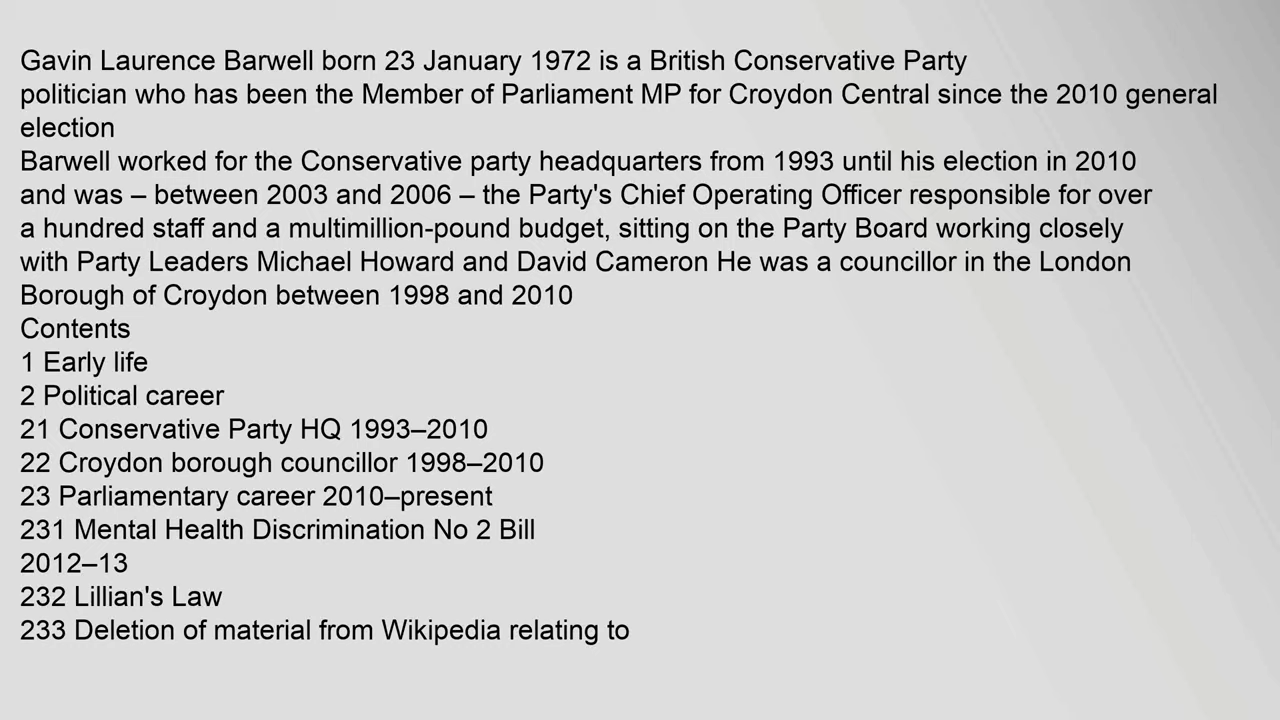 Gavin Laurence Barwell born 23 January 1972 is a British Conservative Party
politician who has been the Member of Parliament MP for Croydon Central since the 2010 general
election
Barwell worked for the Conservative party headquarters from 1993 until his election in 2010
and was – between 2003 and 2006 – the Party's Chief Operating Officer responsible for over
a hundred staff and a multimillion-pound budget, sitting on the Party Board working closely
with Party Leaders Michael Howard and David Cameron He was a councillor in the London
Borough of Croydon between 1998 and 2010
Contents
1 Early life
2 Political career
21 Conservative Party HQ 1993–2010
22 Croydon borough councillor 1998–2010
23 Parliamentary career 2010–present
231 Mental Health Discrimination No 2 Bill
2012–13
232 Lillian's Law
233 Deletion of material from Wikipedia relating to